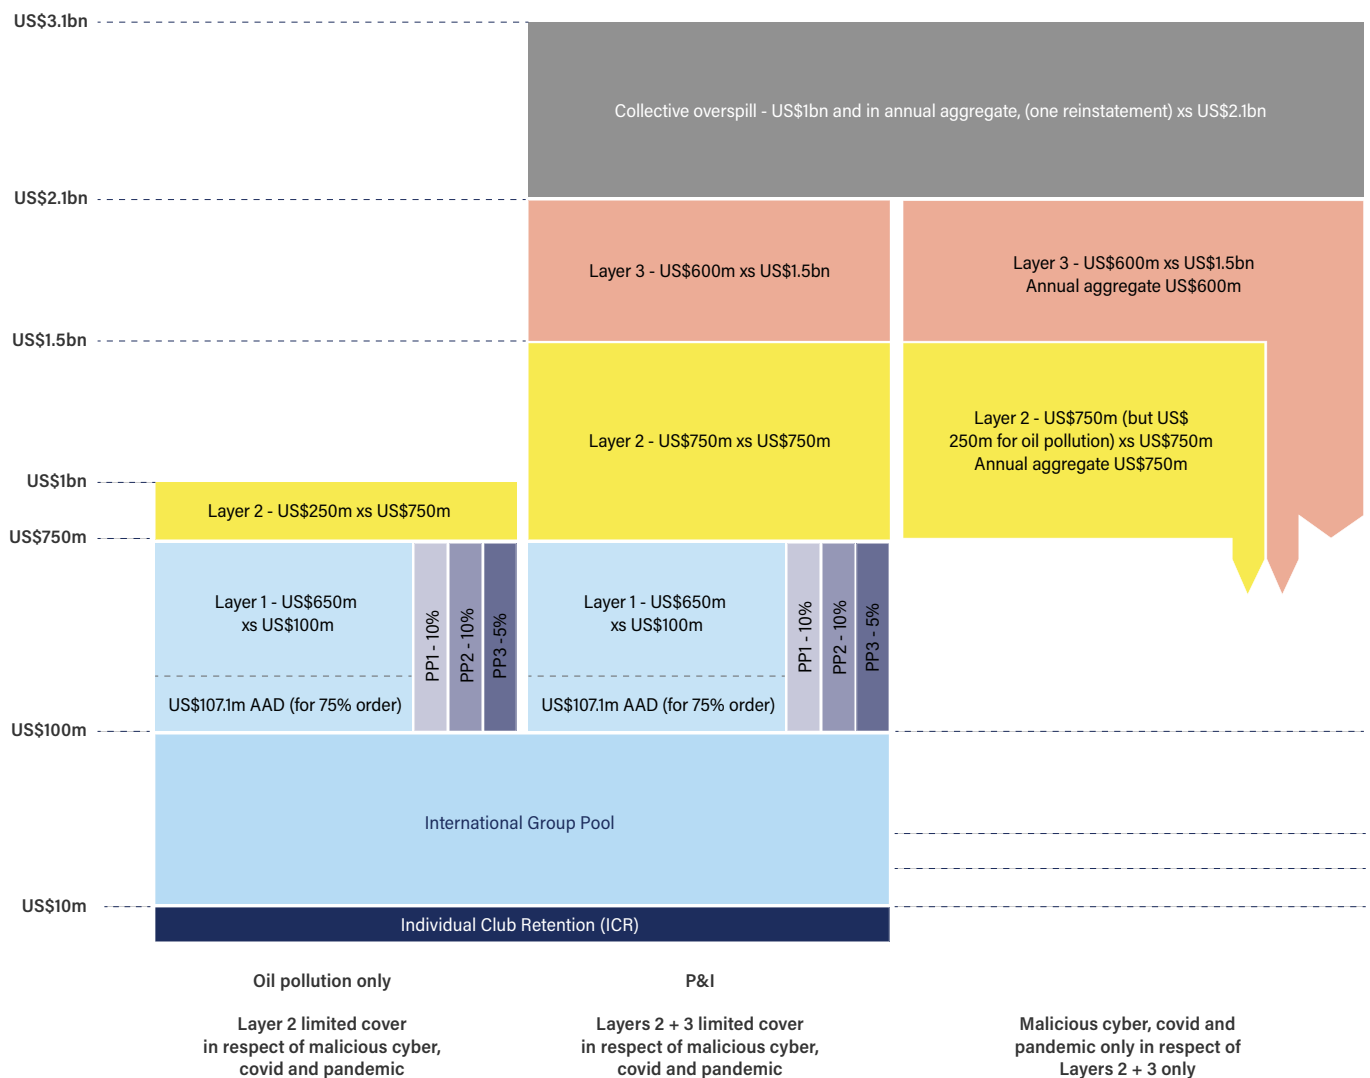 US$3.1bn
Collective overspill - US$1bn and in annual aggregate, (one reinstatement) xs US$2.1bn
US$2.1bn
Layer 3 - US$600m xs US$1.5bn
Layer 3 - US$600m xs US$1.5bn
Annual aggregate US$600m
US$1.5bn
Layer 2 - US$750m xs US$750m
Layer 2 - US$750m (but US$
250m for oil pollution) xs US$750m
Annual aggregate US$750m
US$1bn
Layer 2 - US$250m xs US$750m
US$750m
Layer 1 - US$650m
xs US$100m
US$107.1m AAD (for 75% order)
PP1 - 10%
PP2 - 10%
PP3 -5%
Layer 1 - US$650m
xs US$100m
US$107.1m AAD (for 75% order)
PP1 - 10%
PP2 - 10%
PP3 - 5%
US$100m
International Group Pool
US$10m
Individual Club Retention (ICR)
Oil pollution only
Layer 2 limited cover
in respect of malicious cyber,
covid and pandemic
P&I
Layers 2 + 3 limited cover
in respect of malicious cyber,
covid and pandemic
Malicious cyber, covid and
pandemic only in respect of
Layers 2 + 3 only